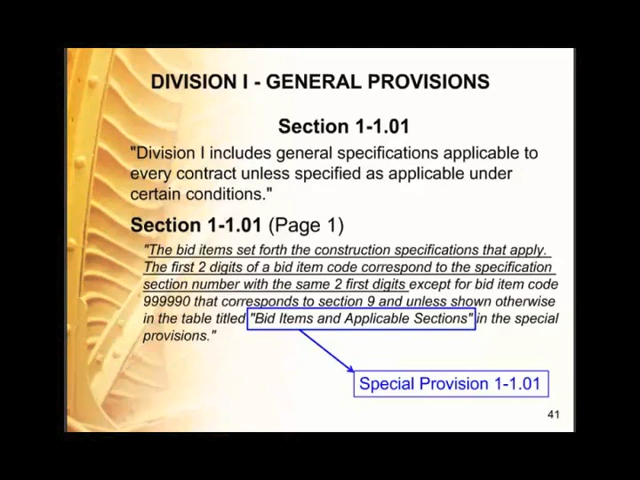 DIVISION I - GENERAL PROVISIONS
Section 1-1.01
"Division I includes general specifications applicable to
every contract unless specified as applicable under
certain conditions."
Section 1-1.01 (Page 1)
"The bid items set forth the construction specifications that apply.
The first 2 digits of a bid item code correspond to the specification
section number with the same 2 first digits except for bid item code
999990 that corresponds to section 9 and unless shown otherwise
in the table titled "Bid Items and Applicable Sections" in the special
provisions."
Special Provision 1-1.01
41